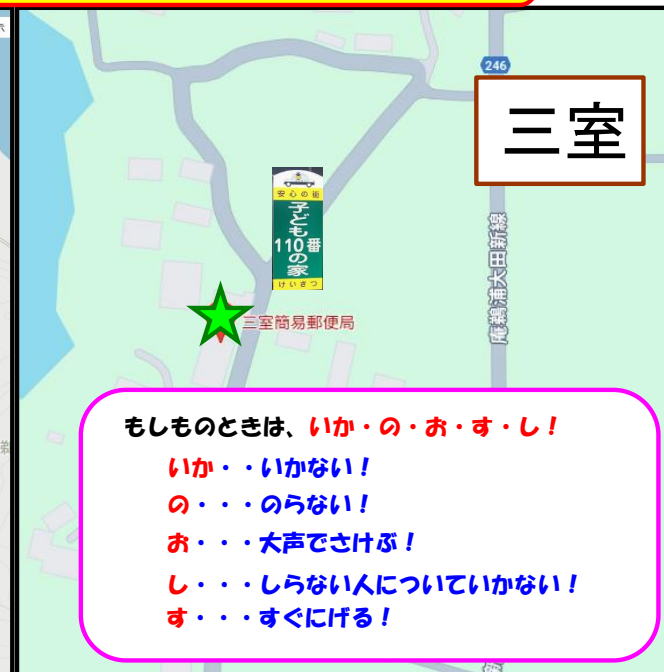 246
三室
安心の街
子ども
110番
の家
けいさつ
庵鵜浦大田新線
三室簡易郵便局
もしものときは、いか・の・お・す・し！
いか・・いかない！
の・・・のらない！
お・・・大声でさけぶ！
し・・・しらない人についていかない！
す・・・すぐにげる！